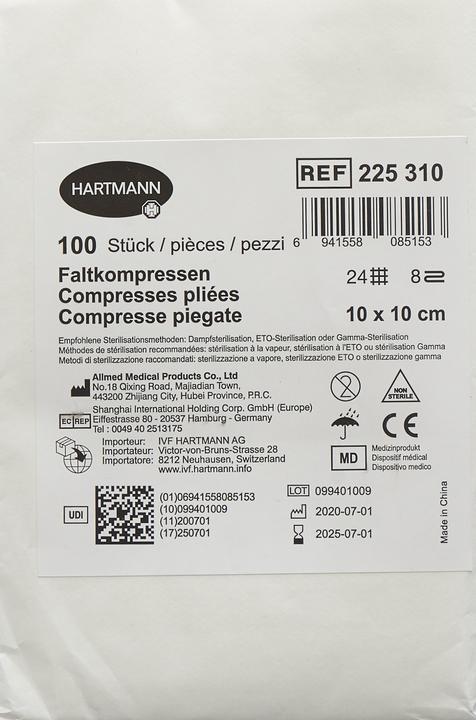 HARTMANN
REF 225 310
6 941558 085153
100 Stück / pièces / pezzi
Faltkompressen
Compresses pliées
Compresse piegate
24 8
10 x 10 cm
Empfohlene Sterilisationsmethoden: Dampfsterilisation, ETO-Sterilisation oder Gamma-Sterilisation
Méthodes de stérilisation recommandées: stérilisation à la vapeur, stérilisation à l'ETO ou stérilisation Gamma
Metodi di sterilizzazione raccomandati: sterilizzazione a vapore, sterilizzazione ETO o sterilizzazione gamma
Allmed Medical Products Co., Ltd
No.18 Qixing Road, Majiadian Town,
443200 Zhijiang City, Hubei Province, P.R.C.
EC REP Shanghai International Holding Corp. GmbH (Europe)
Eiffestrasse 80 - 20537 Hamburg - Germany
Tel : 0049 40 2513175
Importeur: IVF HARTMANN AG
Importateur: Victor-von-Bruns-Strasse 28
Importatore: 8212 Neuhausen, Switzerland
www.ivf.hartmann.info
2
NON
STERILE
CE
MD
Medizinprodukt
Dispositif médical
Dispositivo medico
UDI
(01)06941558085153
(10)099401009
(11)200701
(17)250701
LOT 099401009
2020-07-01
2025-07-01
Made in China